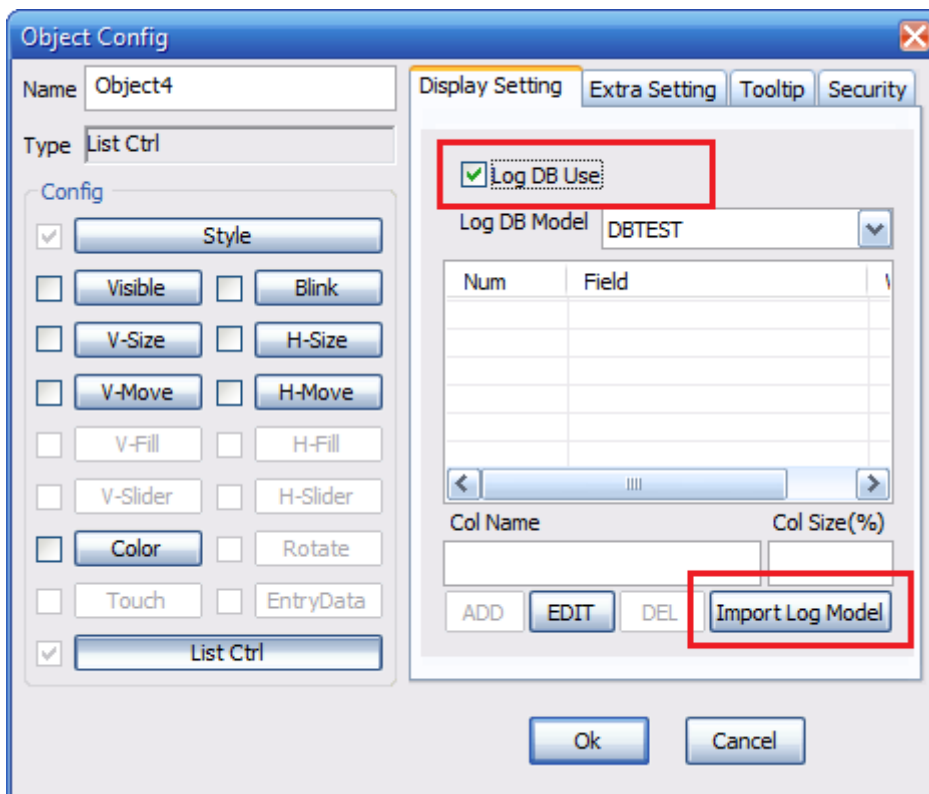 Object Config
Name Object4
Type List Ctrl
Config
Style
Visible Blink
V-Size H-Size
V-Move H-Move
V-Fill H-Fill
V-Slider H-Slider
Color Rotate
Touch EntryData
List Ctrl
Display Setting Extra Setting Tooltip Security
Log DB Use
Log DB Model DBTEST
Num Field
Col Name Col Size(%)
ADD EDIT DEL Import Log Model
Ok Cancel